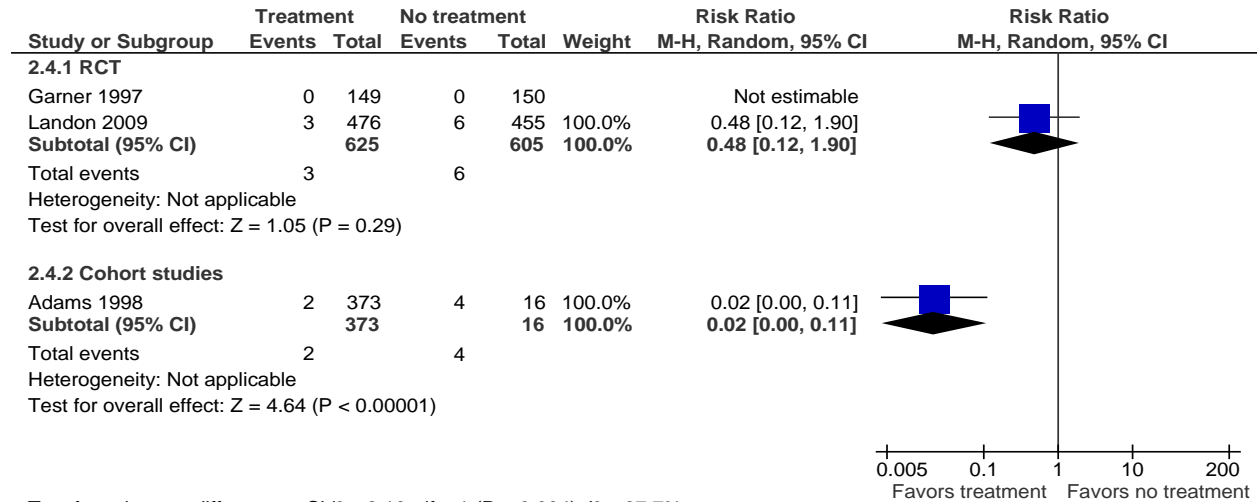 Treatment No treatment Risk Ratio Risk Ratio
Study or Subgroup Events Total Events Total Weight M-H, Random, 95% CI M-H, Random, 95% CI
2.4.1 RCT
Garner 1997 0 149 0 150 Not estimable
Landon 2009 3 476 6 455 100.0% 0.48 [0.12, 1.90]
Subtotal (95% CI) 625 605 100.0% 0.48 [0.12, 1.90]
Total events 3 6
Heterogeneity: Not applicable
Test for overall effect: Z = 1.05 (P = 0.29)
2.4.2 Cohort studies
Adams 1998 2 373 4 16 100.0% 0.02 [0.00, 0.11]
Subtotal (95% CI) 373 16 100.0% 0.02 [0.00, 0.11]
Total events 2 4
Heterogeneity: Not applicable
Test for overall effect: Z = 4.64 (P < 0.00001)
0.005 0.1 1 10 200
Favors treatment Favors no treatment